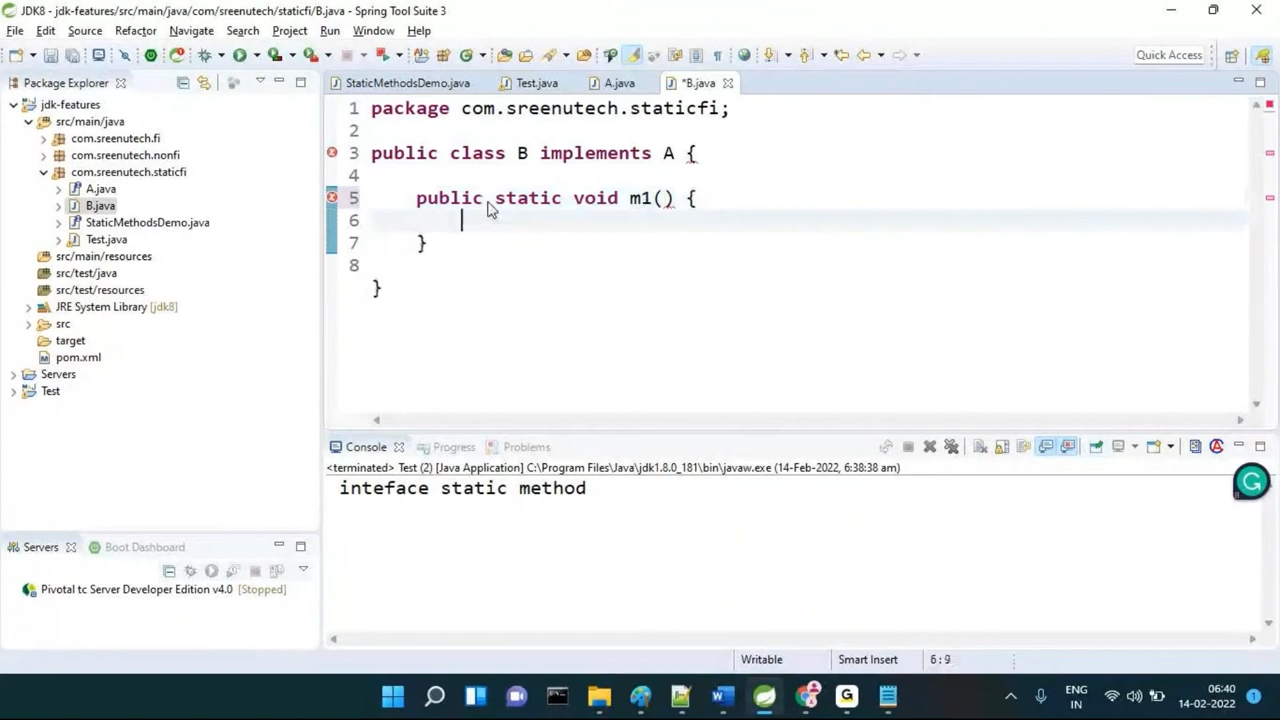 JDK8 - jdk-features/src/main/java/com/sreenutech/staticfi/B.java - Spring Tool Suite 3
File Edit Source Refactor Navigate Search Project Run Window Help
Quick Access
Package Explorer
jdk-features
src/main/java
com.sreenutech.fi
com.sreenutech.nonfi
com.sreenutech.staticfi
A.java
B.java
StaticMethodsDemo.java
Test.java
src/main/resources
src/test/java
src/test/resources
JRE System Library [jdk8]
src
target
pom.xml
Servers
Test
StaticMethodsDemo.java Test.java A.java *B.java
1 package com.sreenutech.staticfi;
2
3 public class B implements A {
4
5 public static void m1() {
6
7 }
8
}
Console Progress Problems
<terminated> Test (2) [Java Application] C:\Program Files\Java\jdk1.8.0_181\bin\javaw.exe (14-Feb-2022, 6:38:38 am)
inteface static method
Servers Boot Dashboard
Pivotal tc Server Developer Edition v4.0 [Stopped]
Writable Smart Insert 6 : 9
ENG
IN
06:40
14-02-2022